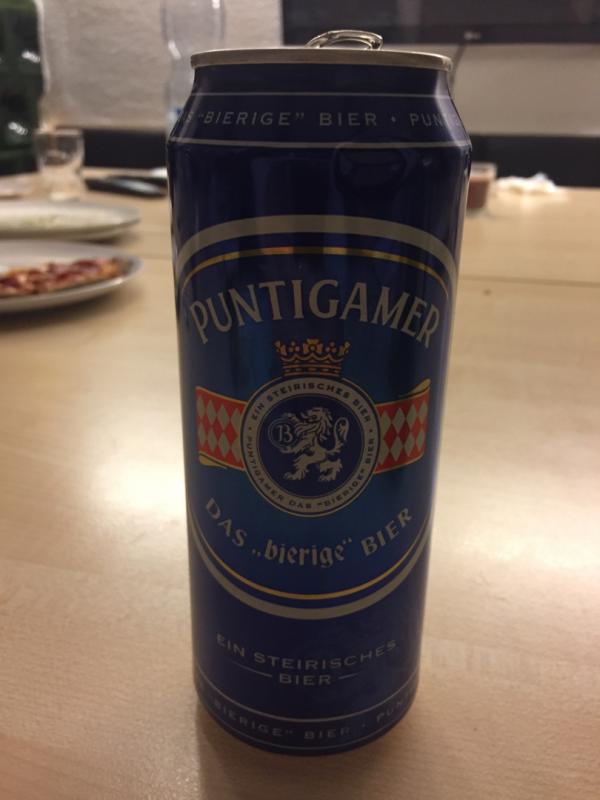 "BIERIGE" BIER • PUN
PUNTIGAMER
EIN STEIRISCHES BIER
B
PUNTIGAMER DAS "BIERIGE" BIER
DAS „bierige“ BIER
EIN STEIRISCHES
BIER
"BIERIGE" BIER • PUN